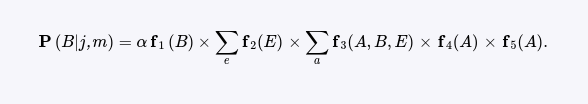 P (B|j,m) = α f₁ (B) × ∑ₑ f₂(E) × ∑ₐ f₃(A, B, E) × f₄(A) × f₅(A).